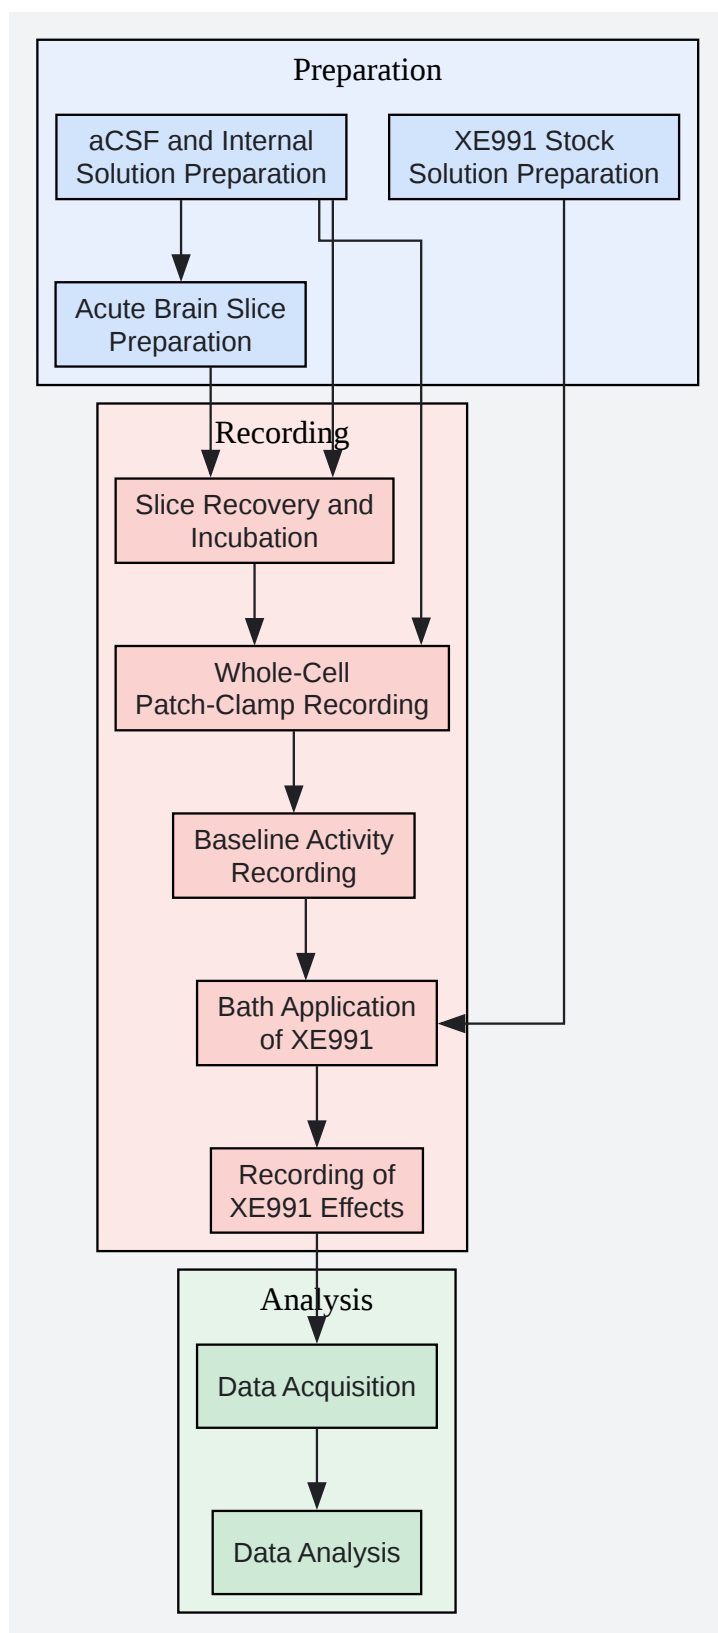 Preparation
aCSF and Internal
Solution Preparation
XE991 Stock
Solution Preparation
Acute Brain Slice
Preparation
Recording
Slice Recovery and
Incubation
Whole-Cell
Patch-Clamp Recording
Baseline Activity
Recording
Bath Application
of XE991
Recording of
XE991 Effects
Analysis
Data Acquisition
Data Analysis